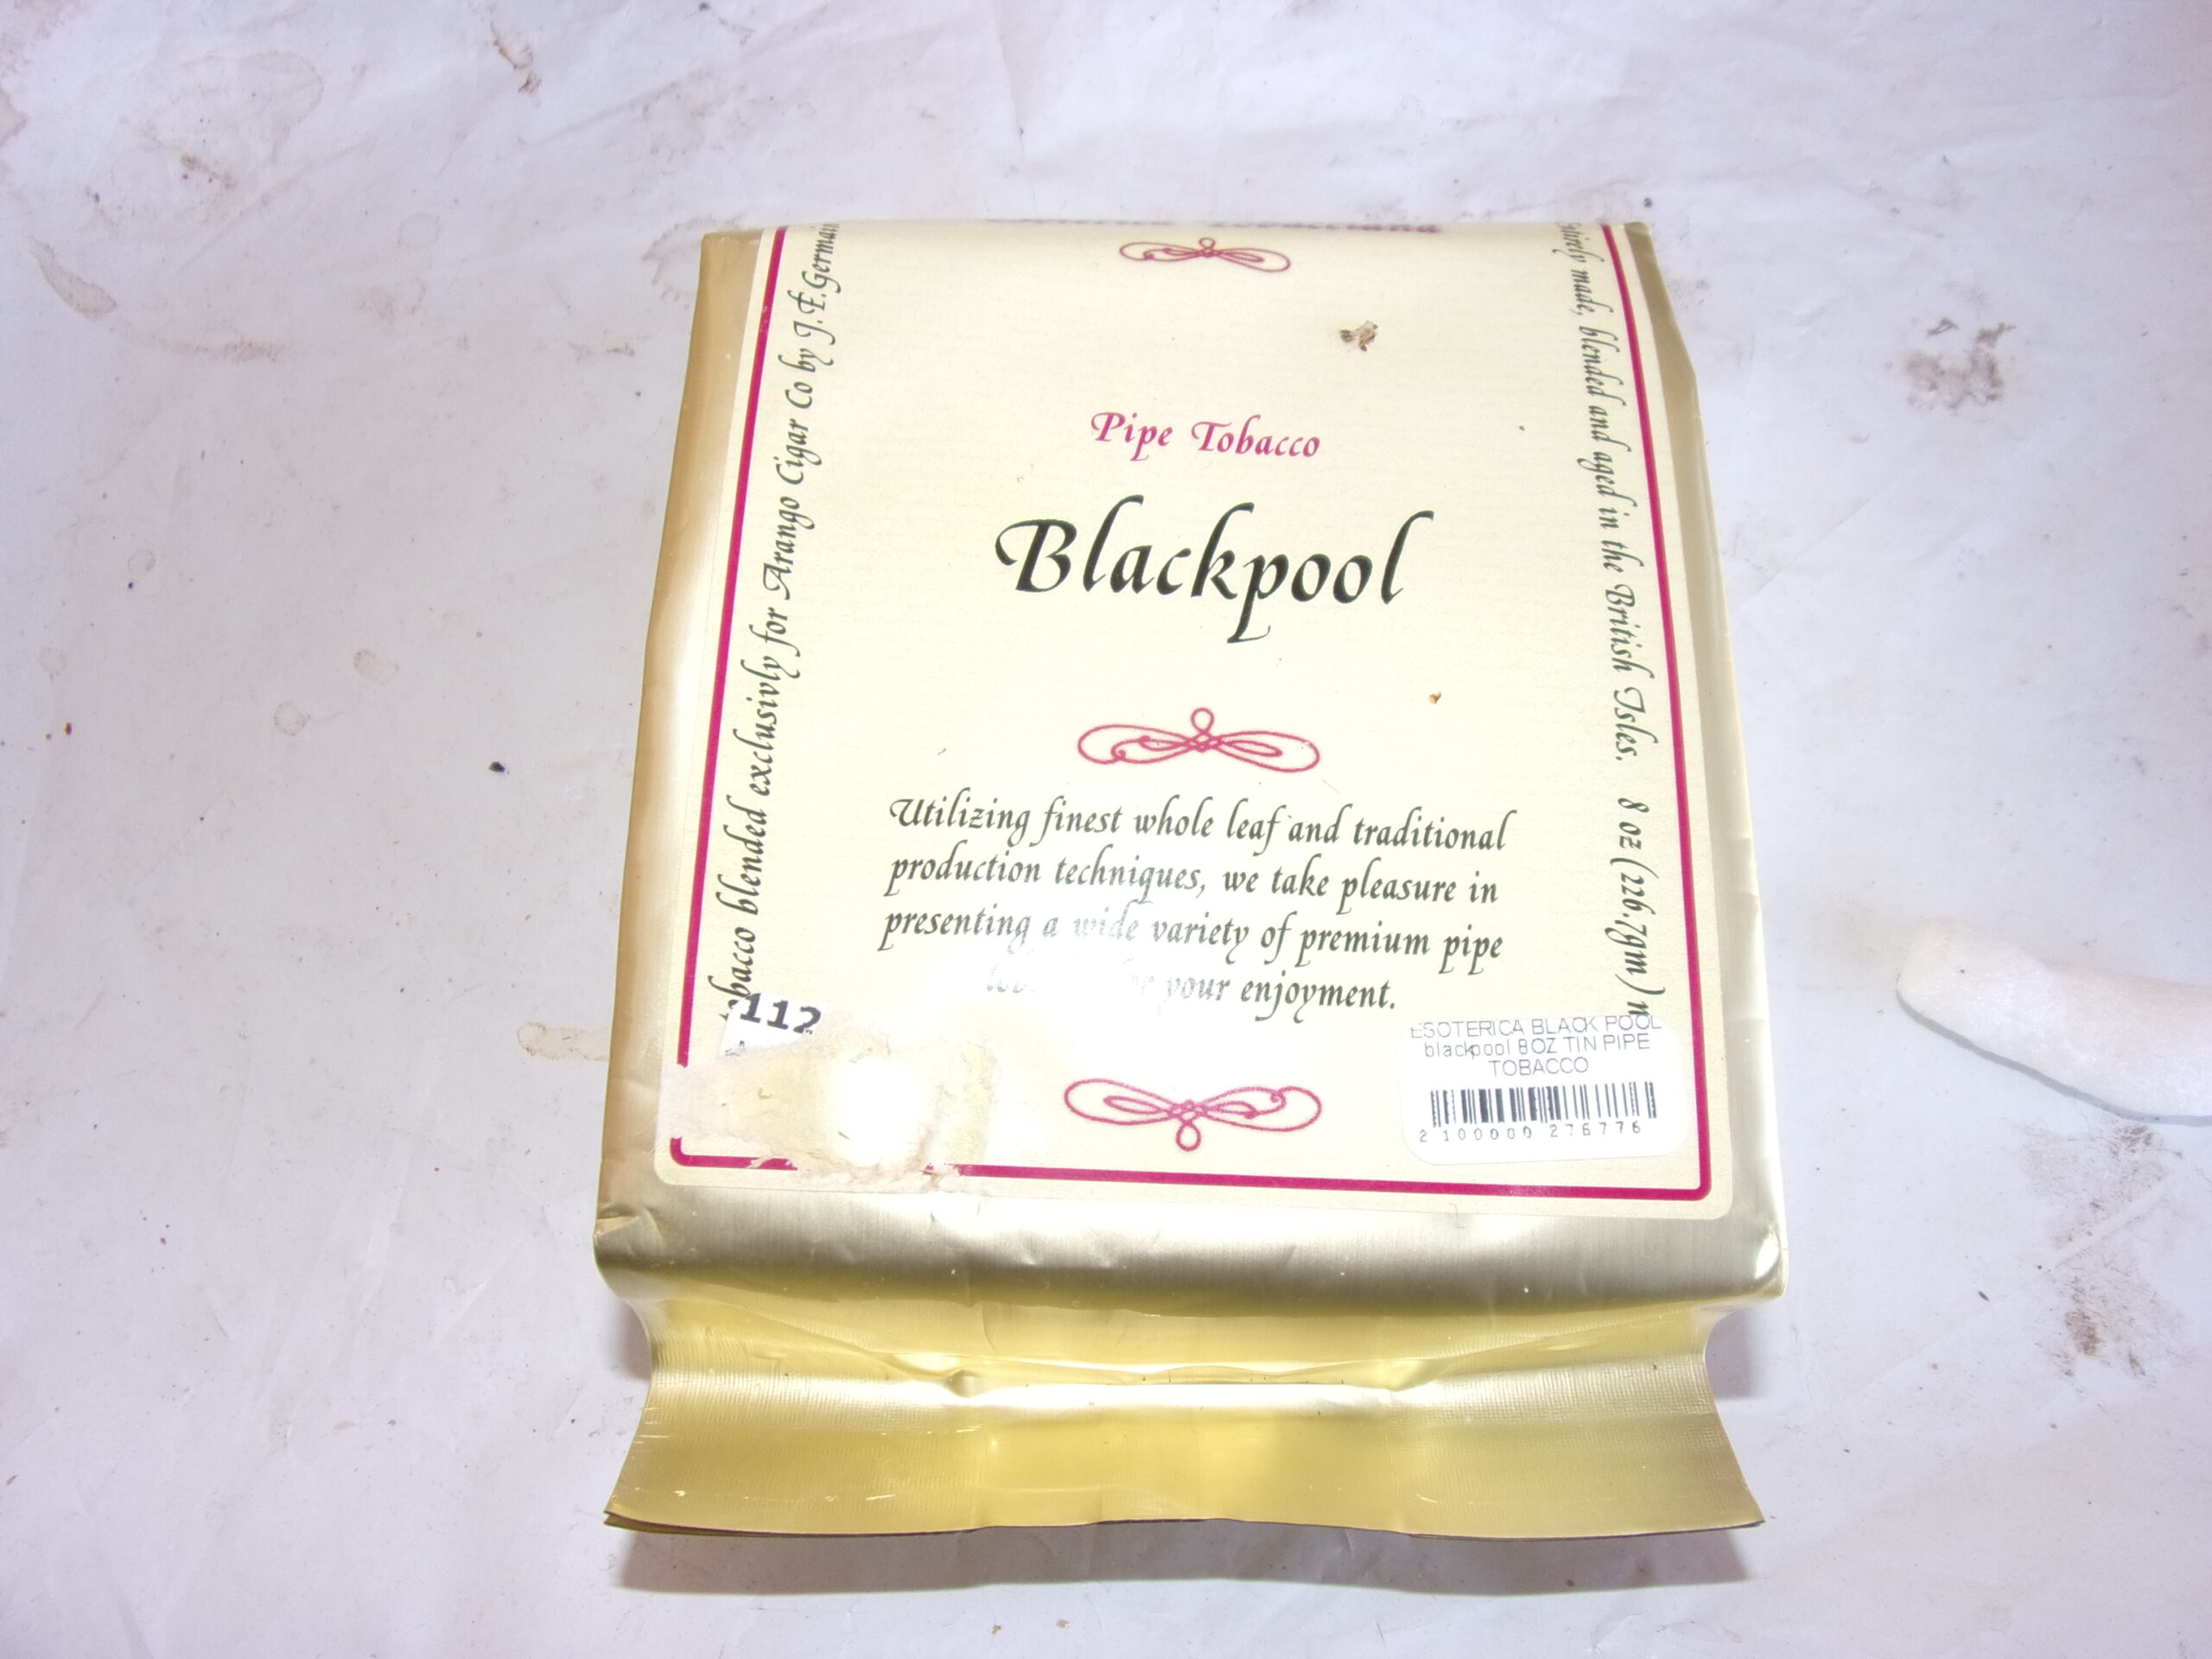 Pipe Tobacco
Blackpool
Utilizing finest whole leaf and traditional
production techniques, we take pleasure in
presenting a wide variety of premium pipe
your enjoyment.
blended exclusivly for Arango Cigar Co by J.F.Germain
made, blended and aged in the British Isles. 8 oz (226.7gm)
112
ESOTERICA BLACK POOL
blackpool 8OZ TIN PIPE
TOBACCO
2 100000 276776